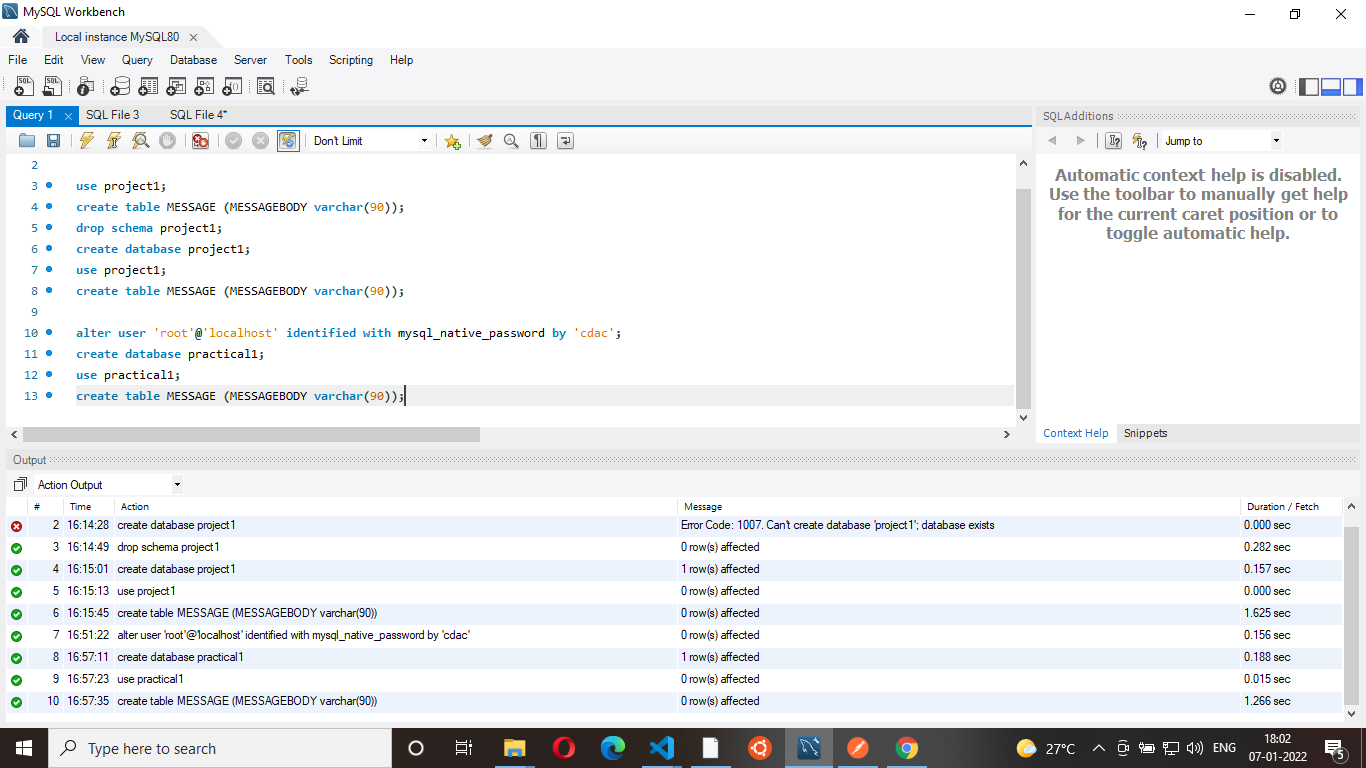 MySQL Workbench
Local instance MySQL80
File Edit View Query Database Server Tools Scripting Help
Query 1 SQL File 3 SQL File 4*
SQLAdditions
Don't Limit
Jump to
2
3 use project1;
4 create table MESSAGE (MESSAGEBODY varchar(90));
5 drop schema project1;
6 create database project1;
7 use project1;
8 create table MESSAGE (MESSAGEBODY varchar(90));
9
10 alter user 'root'@'localhost' identified with mysql_native_password by 'cdac';
11 create database practical1;
12 use practical1;
13 create table MESSAGE (MESSAGEBODY varchar(90));
Automatic context help is disabled.
Use the toolbar to manually get help
for the current caret position or to
toggle automatic help.
Context Help Snippets
Output
Action Output
# Time Action Message Duration / Fetch
2 16:14:28 create database project1 Error Code: 1007. Can't create database 'project1'; database exists 0.000 sec
3 16:14:49 drop schema project1 0 row(s) affected 0.282 sec
4 16:15:01 create database project1 1 row(s) affected 0.157 sec
5 16:15:13 use project1 0 row(s) affected 0.000 sec
6 16:15:45 create table MESSAGE (MESSAGEBODY varchar(90)) 0 row(s) affected 1.625 sec
7 16:51:22 alter user 'root'@'localhost' identified with mysql_native_password by 'cdac' 0 row(s) affected 0.156 sec
8 16:57:11 create database practical1 1 row(s) affected 0.188 sec
9 16:57:23 use practical1 0 row(s) affected 0.015 sec
10 16:57:35 create table MESSAGE (MESSAGEBODY varchar(90)) 0 row(s) affected 1.266 sec
Type here to search
27°C
ENG
18:02
07-01-2022
5